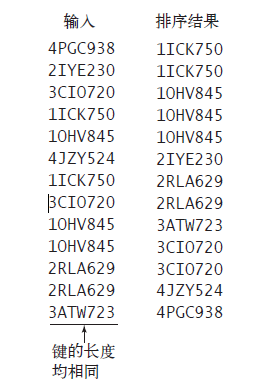 输入 排序结果
4PGC938 1ICK750
2IYE230 1ICK750
3CIO720 1OHV845
1ICK750 1OHV845
1OHV845 1OHV845
4JZY524 2IYE230
1ICK750 2RLA629
3CIO720 2RLA629
1OHV845 3ATW723
1OHV845 3CIO720
2RLA629 3CIO720
2RLA629 4JZY524
3ATW723 4PGC938
键的长度
均相同